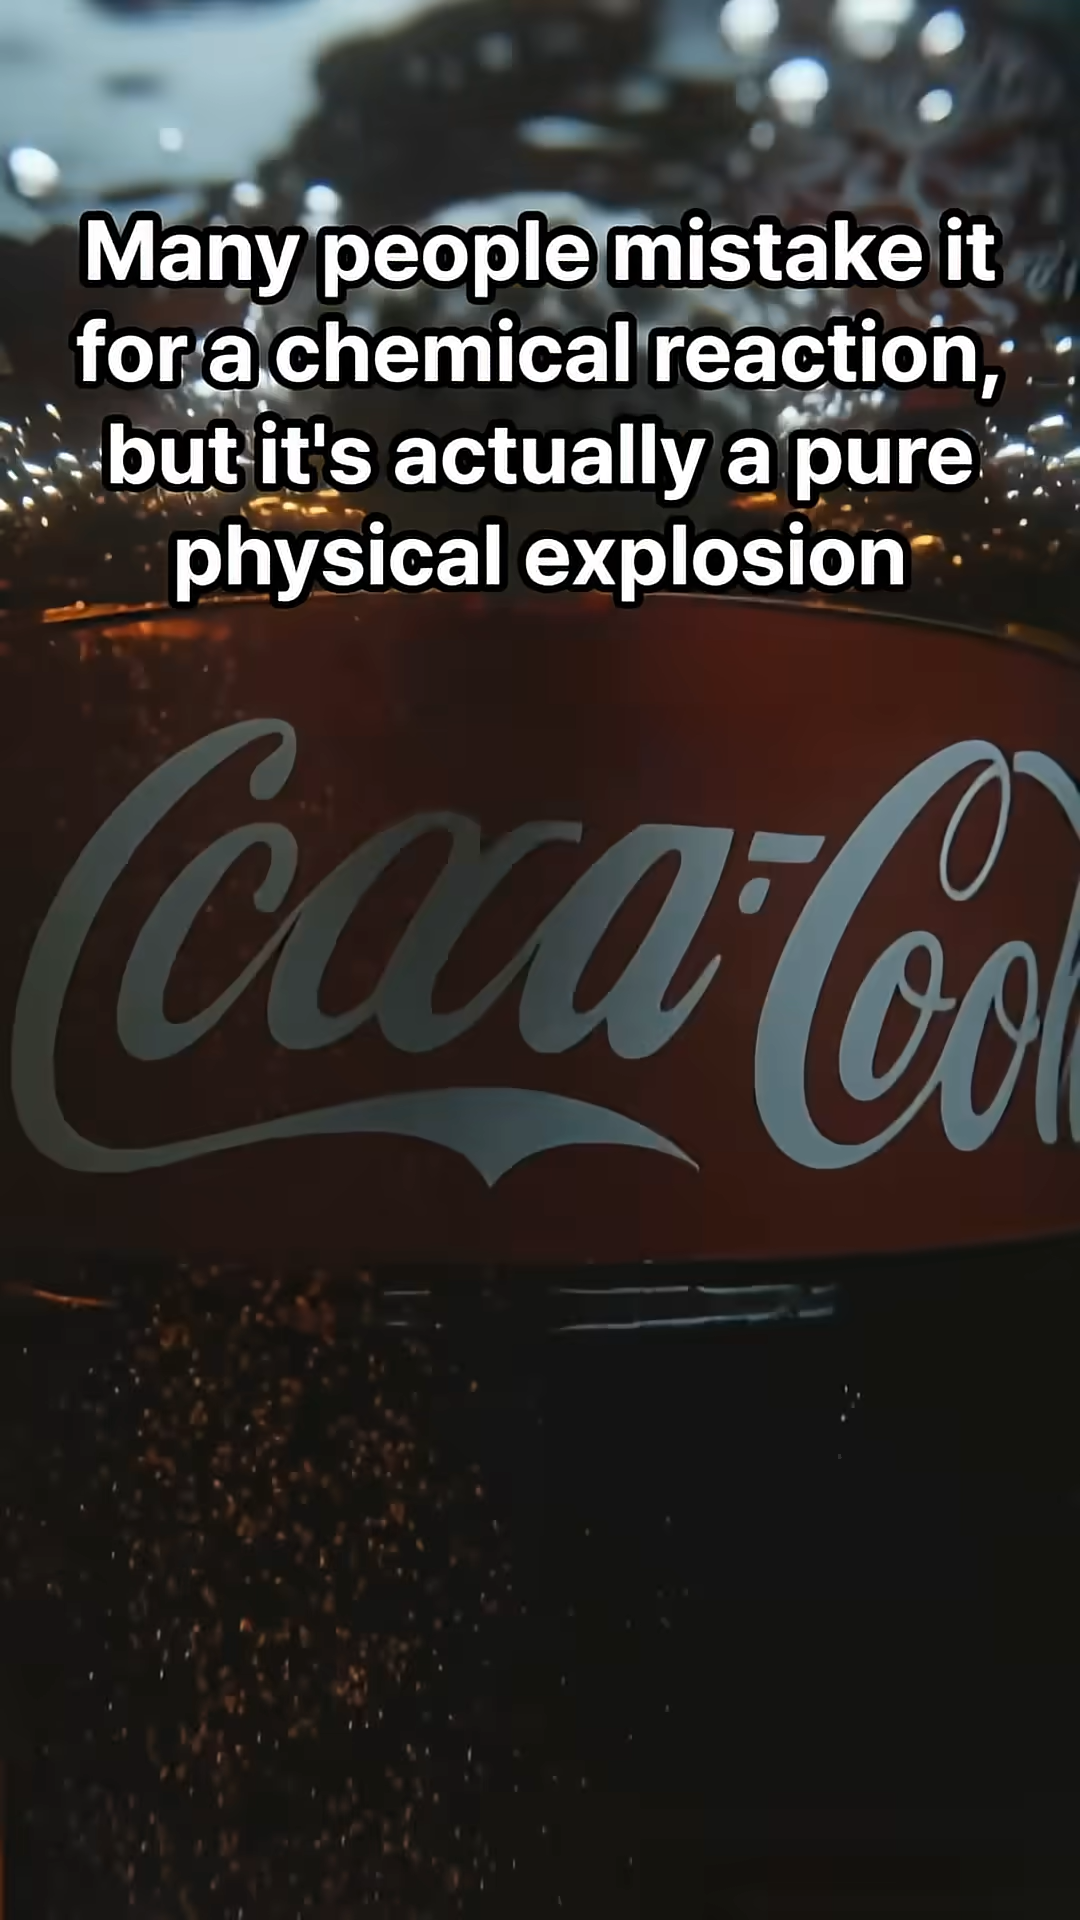 Many people mistake it
for a chemical reaction,
but it's actually a pure
physical explosion
Coca-Col